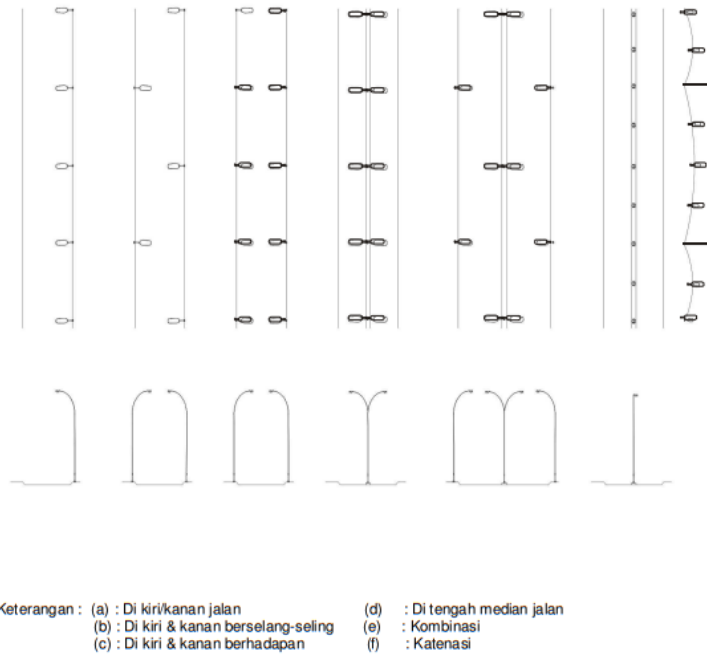 Keterangan : (a) : Di kiri/kanan jalan (d) : Di tengah median jalan
(b) : Di kiri & kanan berselang-seling (e) : Kombinasi
(c) : Di kiri & kanan berhadapan (f) : Katenasi